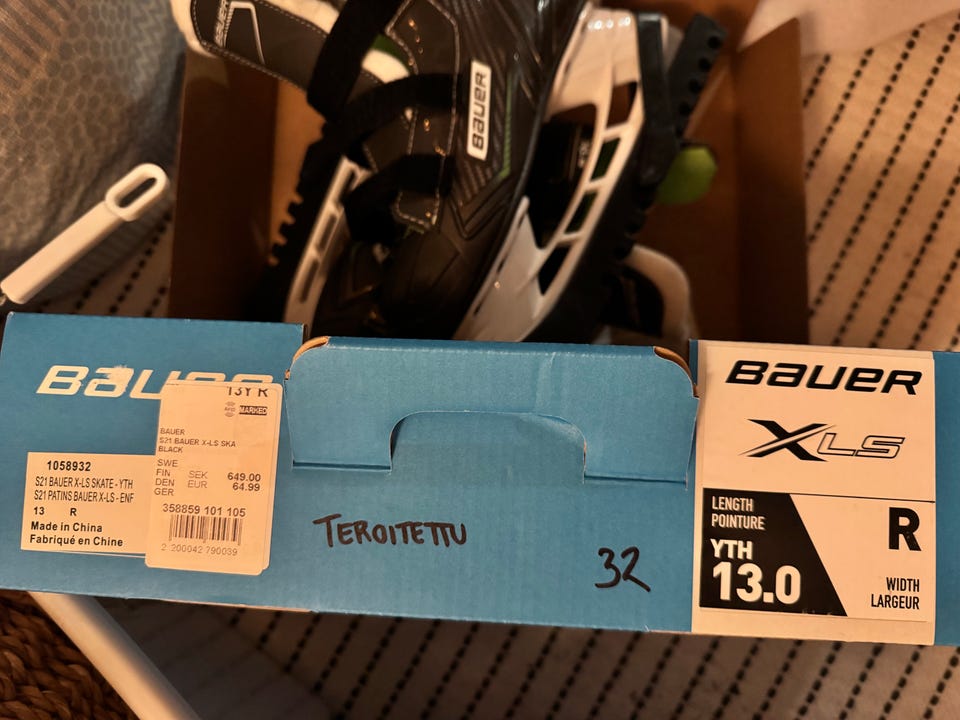 BAUER
BAUER
13Y R
RFID
MARKED
BAUER
S21 BAUER X-LS SKA
BLACK
SWE
FIN SEK 649.00
DEN EUR 64.99
GER
358859 101 105
2 200042 790039
1058932
S21 BAUER X-LS SKATE - YTH
S21 PATINS BAUER X-LS - ENF
13 R
Made in China
Fabriqué en Chine
TEROITETTU
32
BAUER
XLS
LENGTH
POINTURE
YTH
13.0
R
WIDTH
LARGEUR